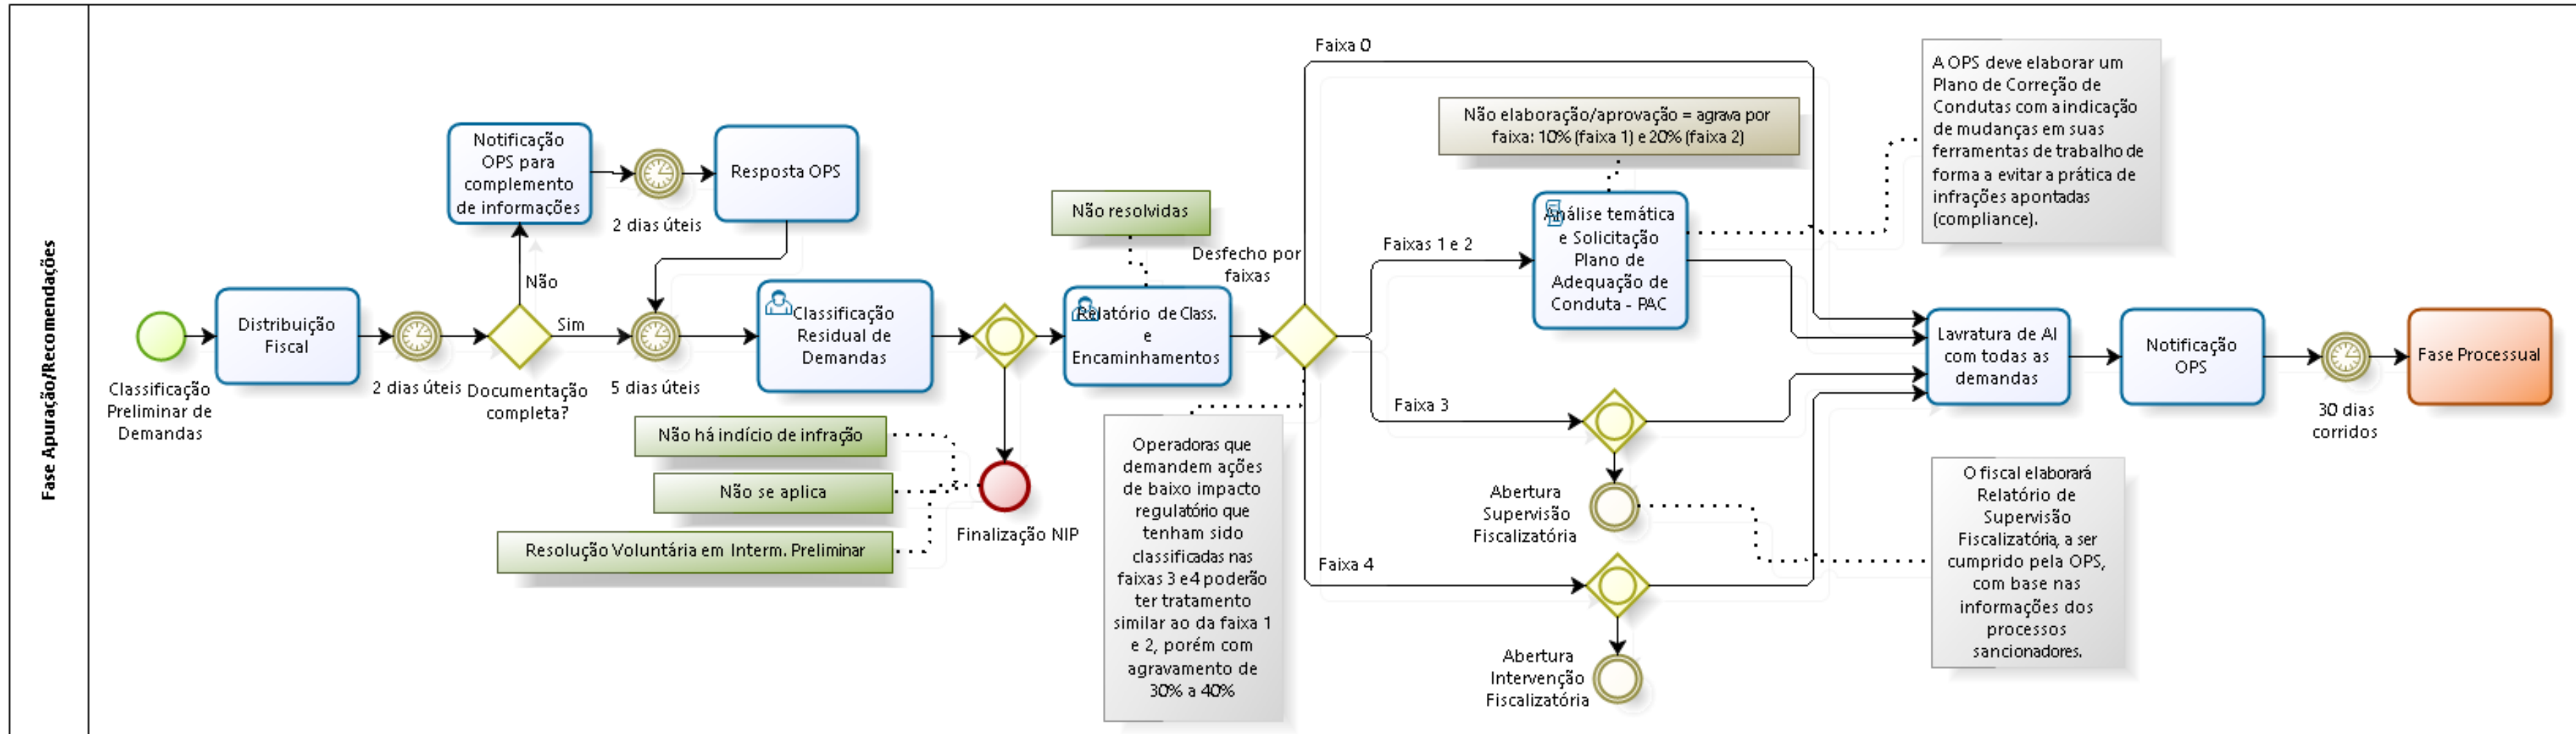 Fase Apuração/Recomendações
Classificação
Preliminar de
Demandas
Distribuição
Fiscal
2 dias úteis
Documentação
completa?
Não
Sim
Notificação
OPS para
complemento
de informações
2 dias úteis
Resposta OPS
5 dias úteis
Classificação
Residual de
Demandas
Não há indício de infração
Não se aplica
Resolução Voluntária em Interm. Preliminar
Finalização NIP
Não resolvidas
Relatório de Class.
e
Encaminhamentos
Desfecho por
faixas
Operadoras que
demandem ações
de baixo impacto
regulatório que
tenham sido
classificadas nas
faixas 3 e4 poderão
ter tratamento
similar ao da faixa 1
e 2, porém com
agravamento de
30% a 40%
Faixa 0
Faixas 1 e 2
Faixa 3
Faixa 4
Não elaboração/aprovação = agrava por
faixa: 10% (faixa 1) e 20% (faixa 2)
Análise temática
e Solicitação
Plano de
Adequação de
Conduta - PAC
Abertura
Supervisão
Fiscalizatória
Abertura
Intervenção
Fiscalizatória
A OPS deve elaborar um
Plano de Correção de
Condutas com a indicação
de mudanças em suas
ferramentas de trabalho de
forma a evitar a prática de
infrações apontadas
(compliance).
Lavratura de AI
com todas as
demandas
Notificação
OPS
30 dias
corridos
Fase Processual
O fiscal elaborará
Relatório de
Supervisão
Fiscalizatória, a ser
cumprido pela OPS,
com base nas
informações dos
processos
sancionadores.